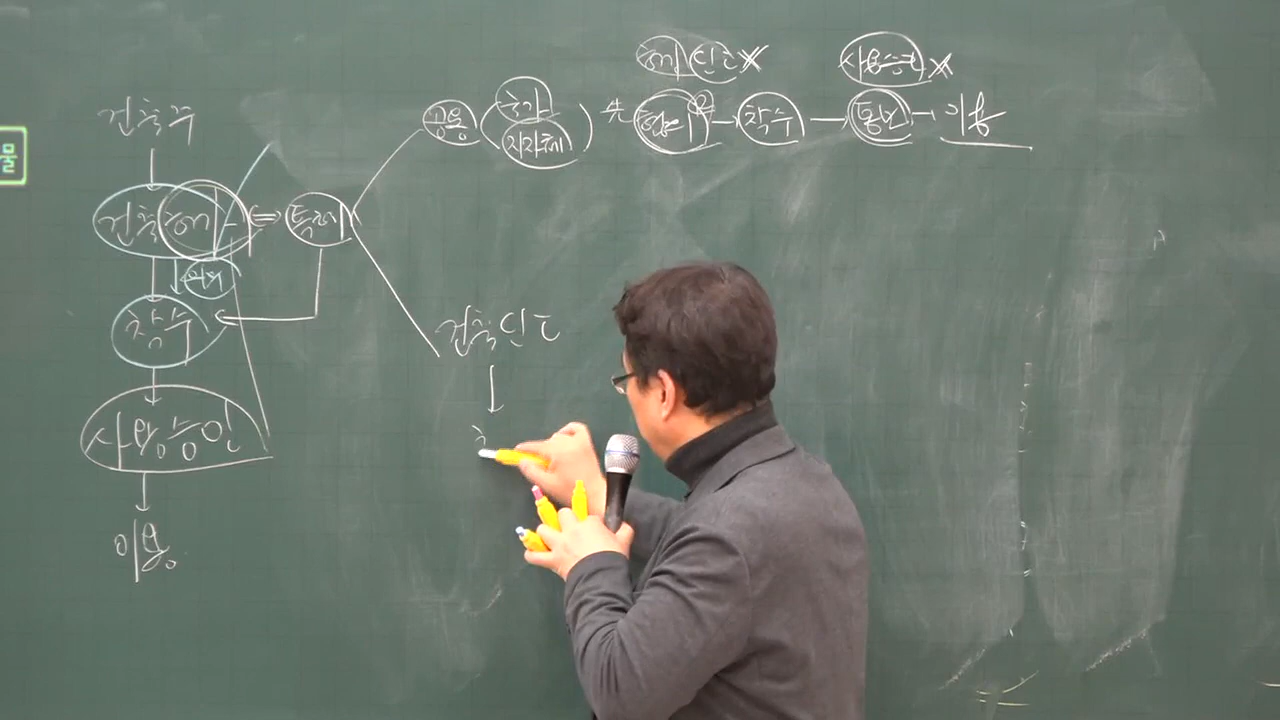 허가 신고 ×
사용승인 ×
건축주
공용 ( 국가 지자체 ) 先 협의 → 착수 — 통보 → 이용
물
건축 허가 ⇔ 특례
착수
건축신고
사용승인
이용